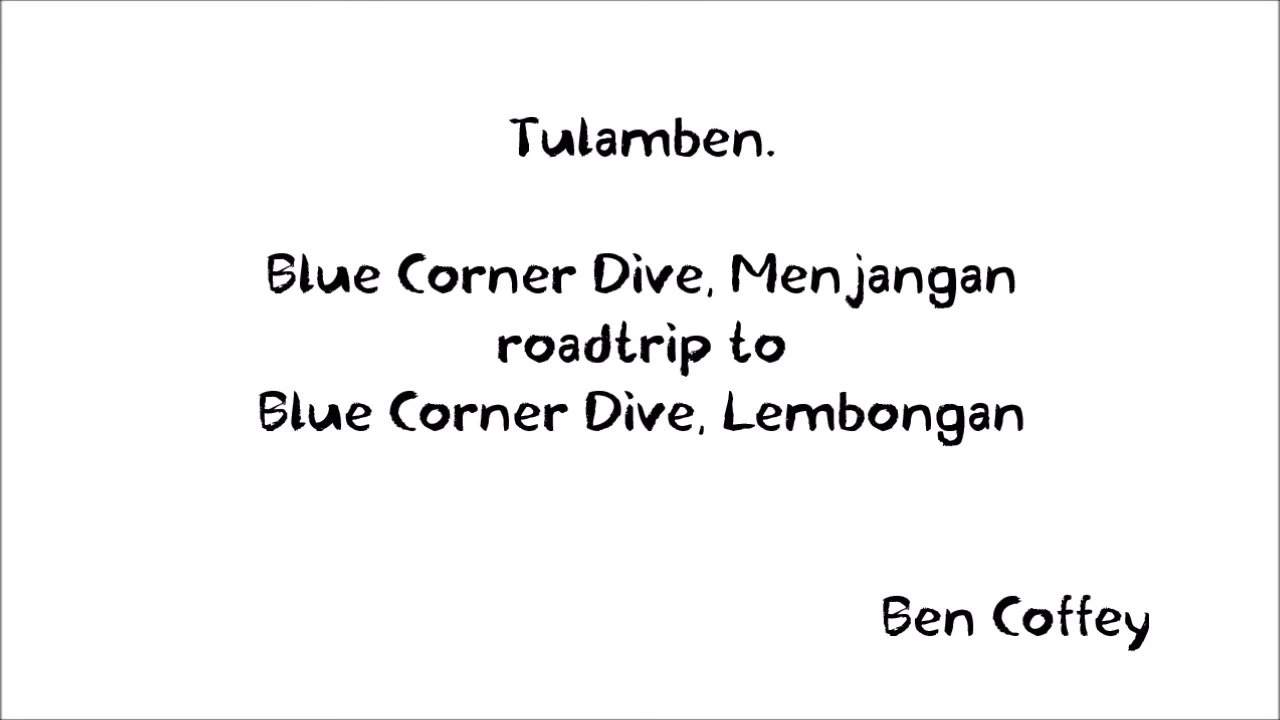 Tulamben.
Blue Corner Dive, Menjangan
roadtrip to
Blue Corner Dive, Lembongan
Ben Coffey